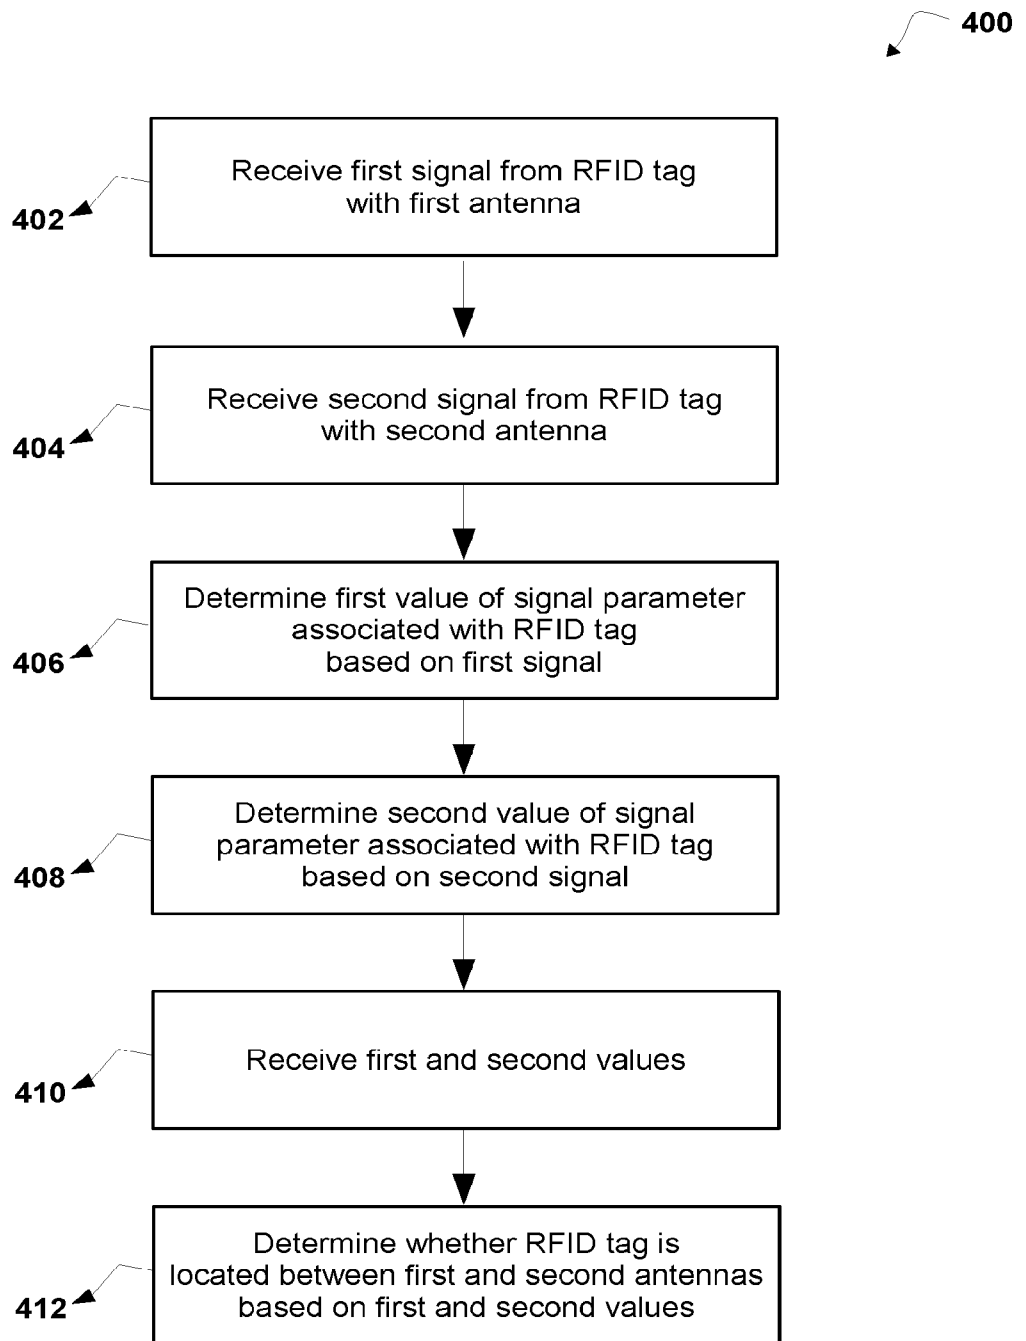 400
Receive first signal from RFID tag
with first antenna
402
Receive second signal from RFID tag
with second antenna
404
Determine first value of signal parameter
associated with RFID tag
based on first signal
406
Determine second value of signal
parameter associated with RFID tag
based on second signal
408
Receive first and second values
410
Determine whether RFID tag is
located between first and second antennas
based on first and second values
412